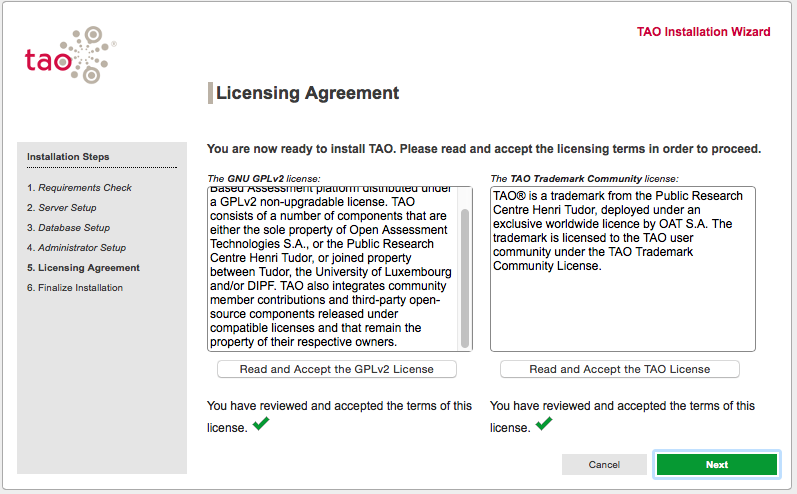 tao®
TAO Installation Wizard
Licensing Agreement
Installation Steps
1. Requirements Check
2. Server Setup
3. Database Setup
4. Administrator Setup
5. Licensing Agreement
6. Finalize Installation
You are now ready to install TAO. Please read and accept the licensing terms in order to proceed.
The GNU GPLv2 license:
Based Assessment platform distributed under
a GPLv2 non-upgradable license. TAO
consists of a number of components that are
either the sole property of Open Assessment
Technologies S.A., or the Public Research
Centre Henri Tudor, or joined property
between Tudor, the University of Luxembourg
and/or DIPF. TAO also integrates community
member contributions and third-party open-
source components released under
compatible licenses and that remain the
property of their respective owners.
Read and Accept the GPLv2 License
You have reviewed and accepted the terms of this
license.
The TAO Trademark Community license:
TAO® is a trademark from the Public Research
Centre Henri Tudor, deployed under an
exclusive worldwide licence by OAT S.A. The
trademark is licensed to the TAO user
community under the TAO Trademark
Community License.
Read and Accept the TAO License
You have reviewed and accepted the terms of this
license.
Cancel
Next